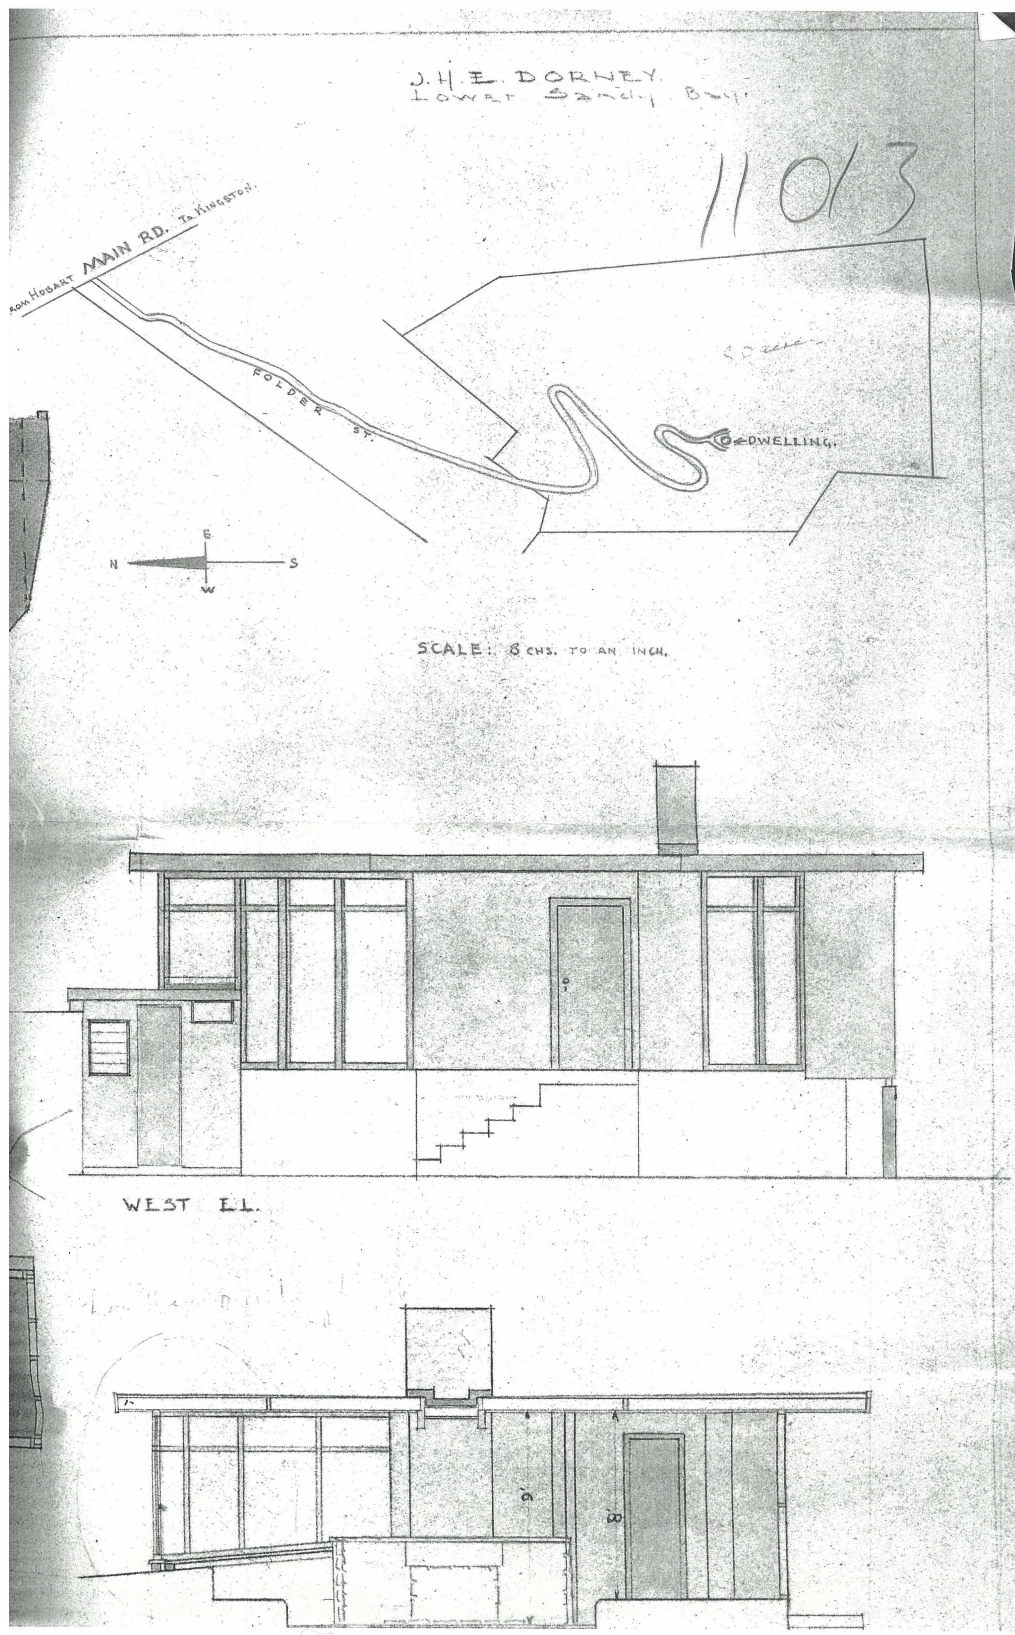 J.H.E. DORNEY.
Lower Sandy Bay.
11013
FROM HOBART MAIN RD. TO KINGSTON.
FOLDER ST.
DWELLING.
E
N S
W
SCALE: 8 CHS. TO AN INCH.
WEST EL.
9'
8'